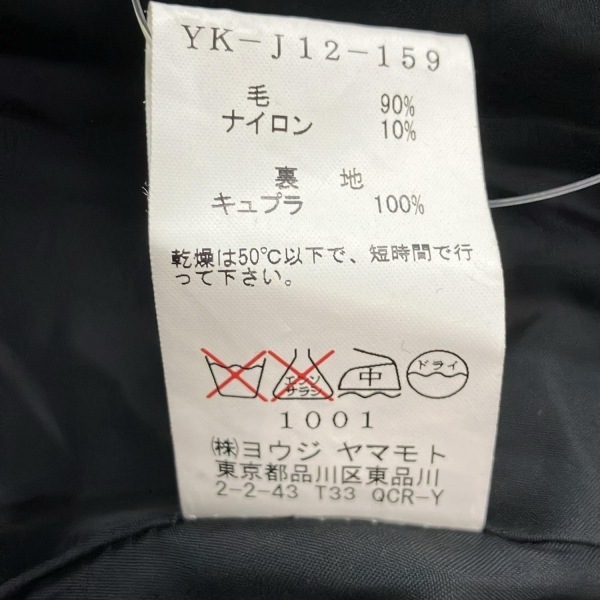 YK-J12-159
毛 90%
ナイロン 10%
裏 地
キュプラ 100%
乾燥は50℃以下で、短時間で行
って下さい。
エンソ
サラシ
中
ドライ
1001
㈱ヨウジ ヤマモト
東京都品川区東品川
2-2-43 T33 QCR-Y